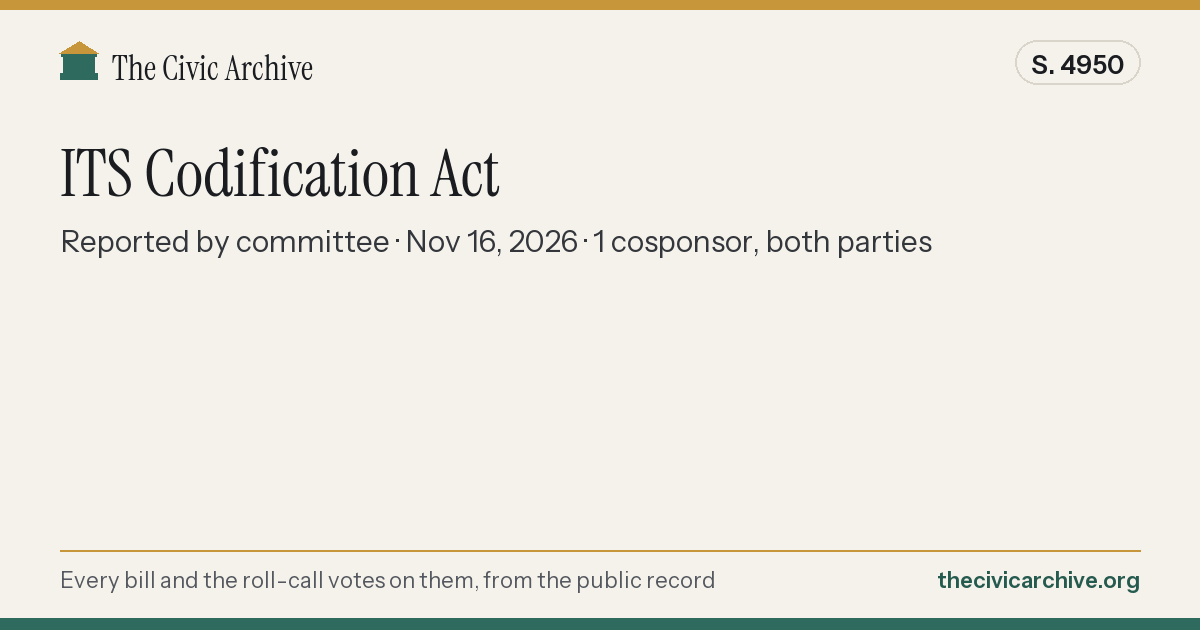 The Civic Archive
S. 4950
ITS Codification Act
Reported by committee · Nov 16, 2026 · 1 cosponsor, both parties
Every bill and the roll-call votes on them, from the public record
thecivicarchive.org